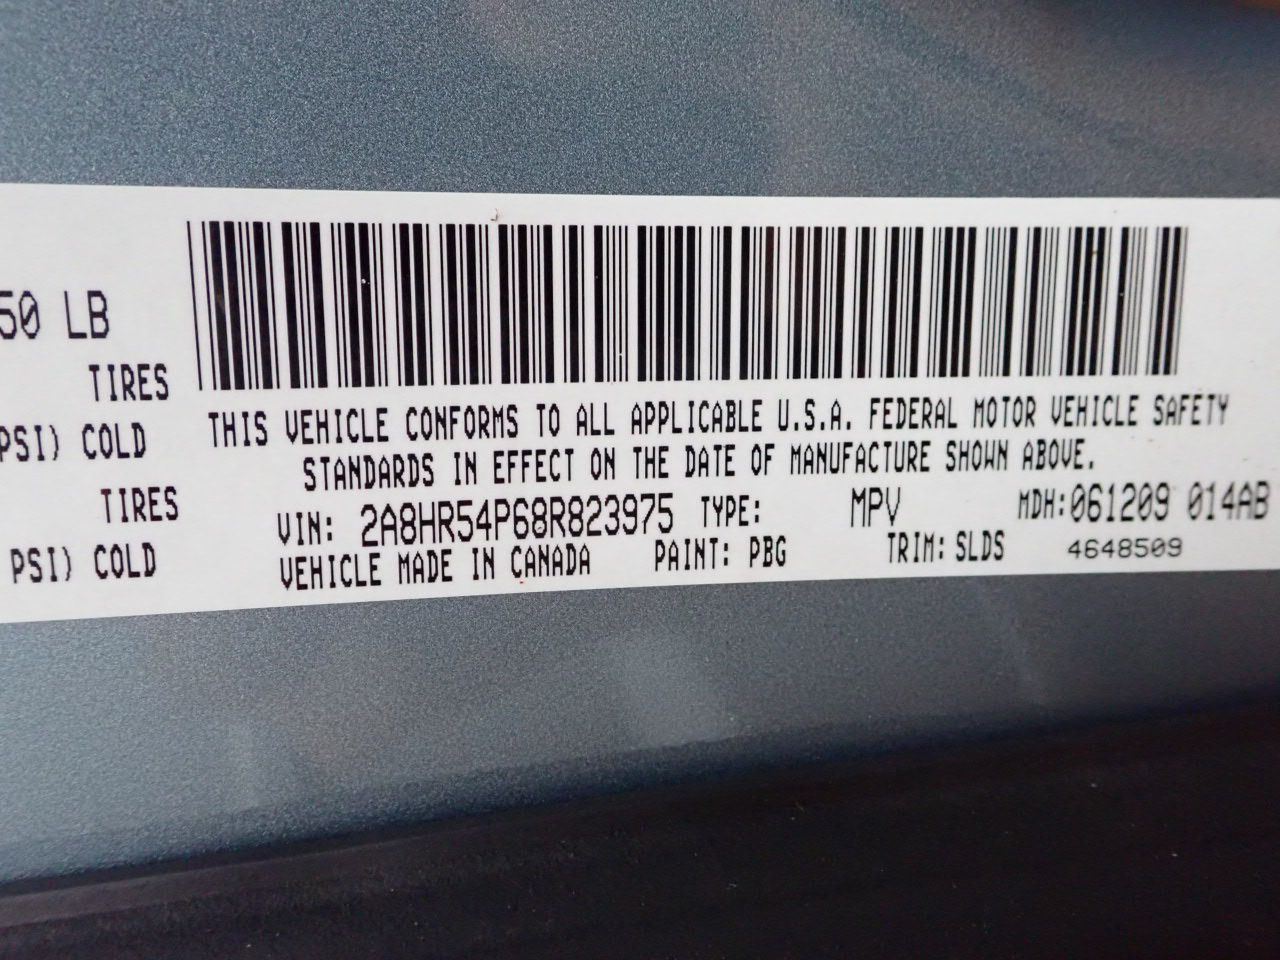 50 LB
TIRES
PSI) COLD
TIRES
PSI) COLD
THIS VEHICLE CONFORMS TO ALL APPLICABLE U.S.A. FEDERAL MOTOR VEHICLE SAFETY
STANDARDS IN EFFECT ON THE DATE OF MANUFACTURE SHOWN ABOVE.
VIN: 2A8HR54P68R823975 TYPE: MPV MDH:061209 014AB
VEHICLE MADE IN CANADA PAINT: PBG TRIM: SLDS 4648509